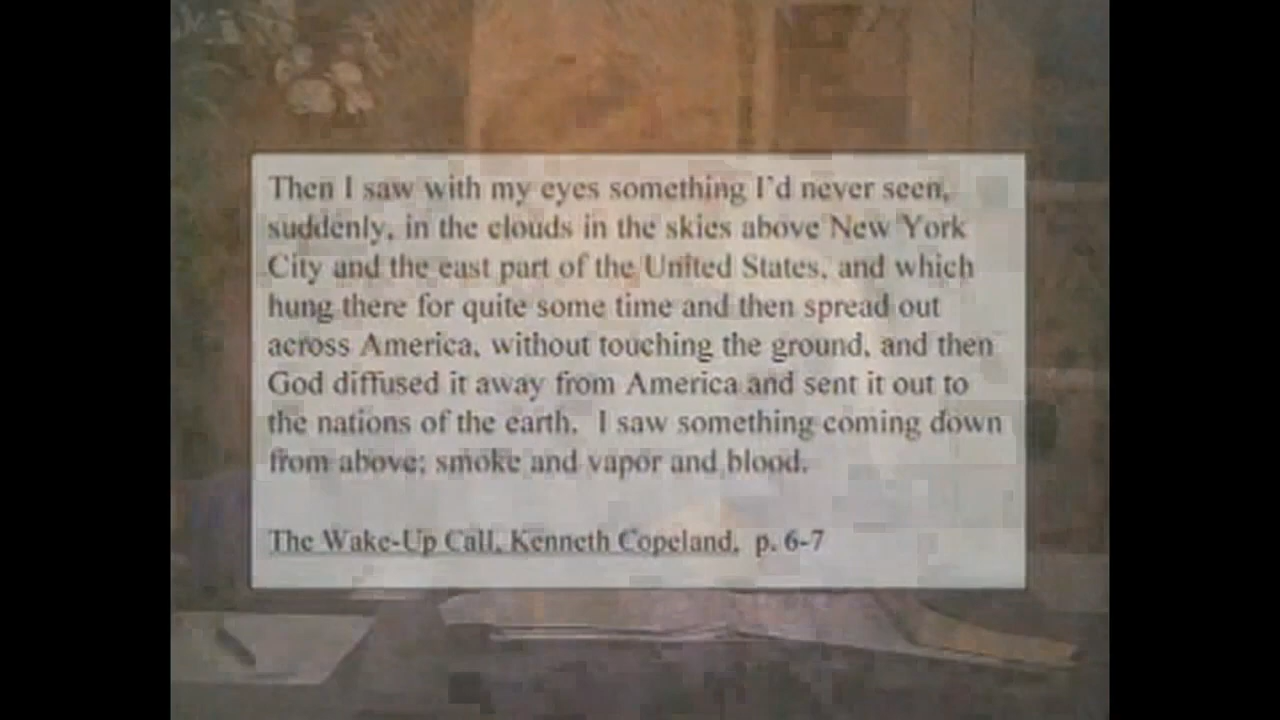 Then I saw with my eyes something I'd never seen,
suddenly, in the clouds in the skies above New York
City and the east part of the United States, and which
hung there for quite some time and then spread out
across America, without touching the ground, and then
God diffused it away from America and sent it out to
the nations of the earth.  I saw something coming down
from above; smoke and vapor and blood.
The Wake-Up Call, Kenneth Copeland,  p. 6-7